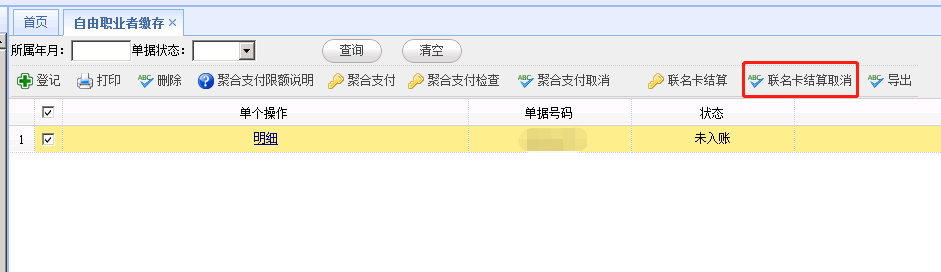 首页 自由职业者缴存 ×
所属年月： 单据状态： 查询 清空
登记 打印 ABC 删除 聚合支付限额说明 聚合支付 聚合支付检查 ABC 聚合支付取消 联名卡结算 ABC 联名卡结算取消 ABC 导出
单个操作 单据号码 状态
1 明细 未入账